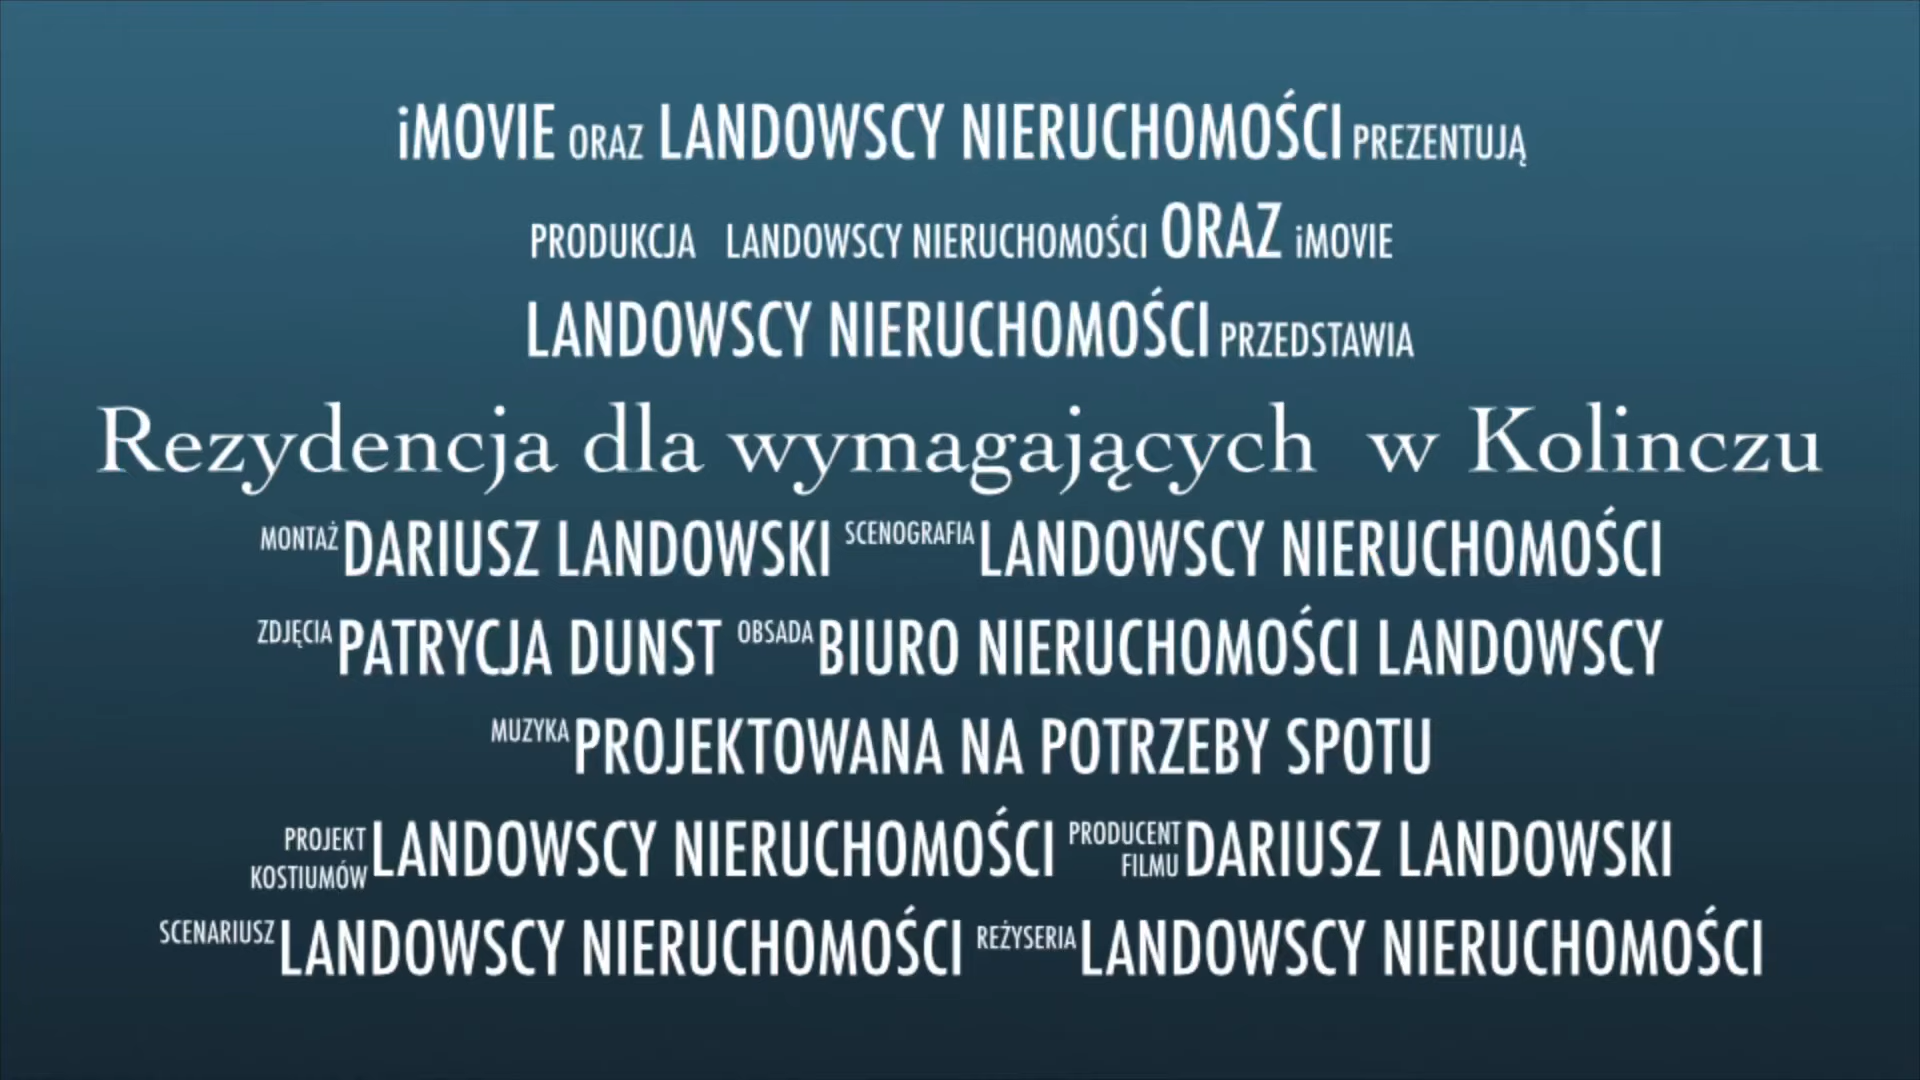 iMOVIE ORAZ LANDOWSCY NIERUCHOMOŚCI PREZENTUJĄ
PRODUKCJA LANDOWSCY NIERUCHOMOŚCI ORAZ iMOVIE
LANDOWSCY NIERUCHOMOŚCI PRZEDSTAWIA
Rezydencja dla wymagających w Kolinczu
MONTAŻ DARIUSZ LANDOWSKI SCENOGRAFIA LANDOWSCY NIERUCHOMOŚCI
ZDJĘCIA PATRYCJA DUNST OBSADA BIURO NIERUCHOMOŚCI LANDOWSCY
MUZYKA PROJEKTOWANA NA POTRZEBY SPOTU
PROJEKT KOSTIUMÓW LANDOWSCY NIERUCHOMOŚCI PRODUCENT FILMU DARIUSZ LANDOWSKI
SCENARIUSZ LANDOWSCY NIERUCHOMOŚCI REŻYSERIA LANDOWSCY NIERUCHOMOŚCI